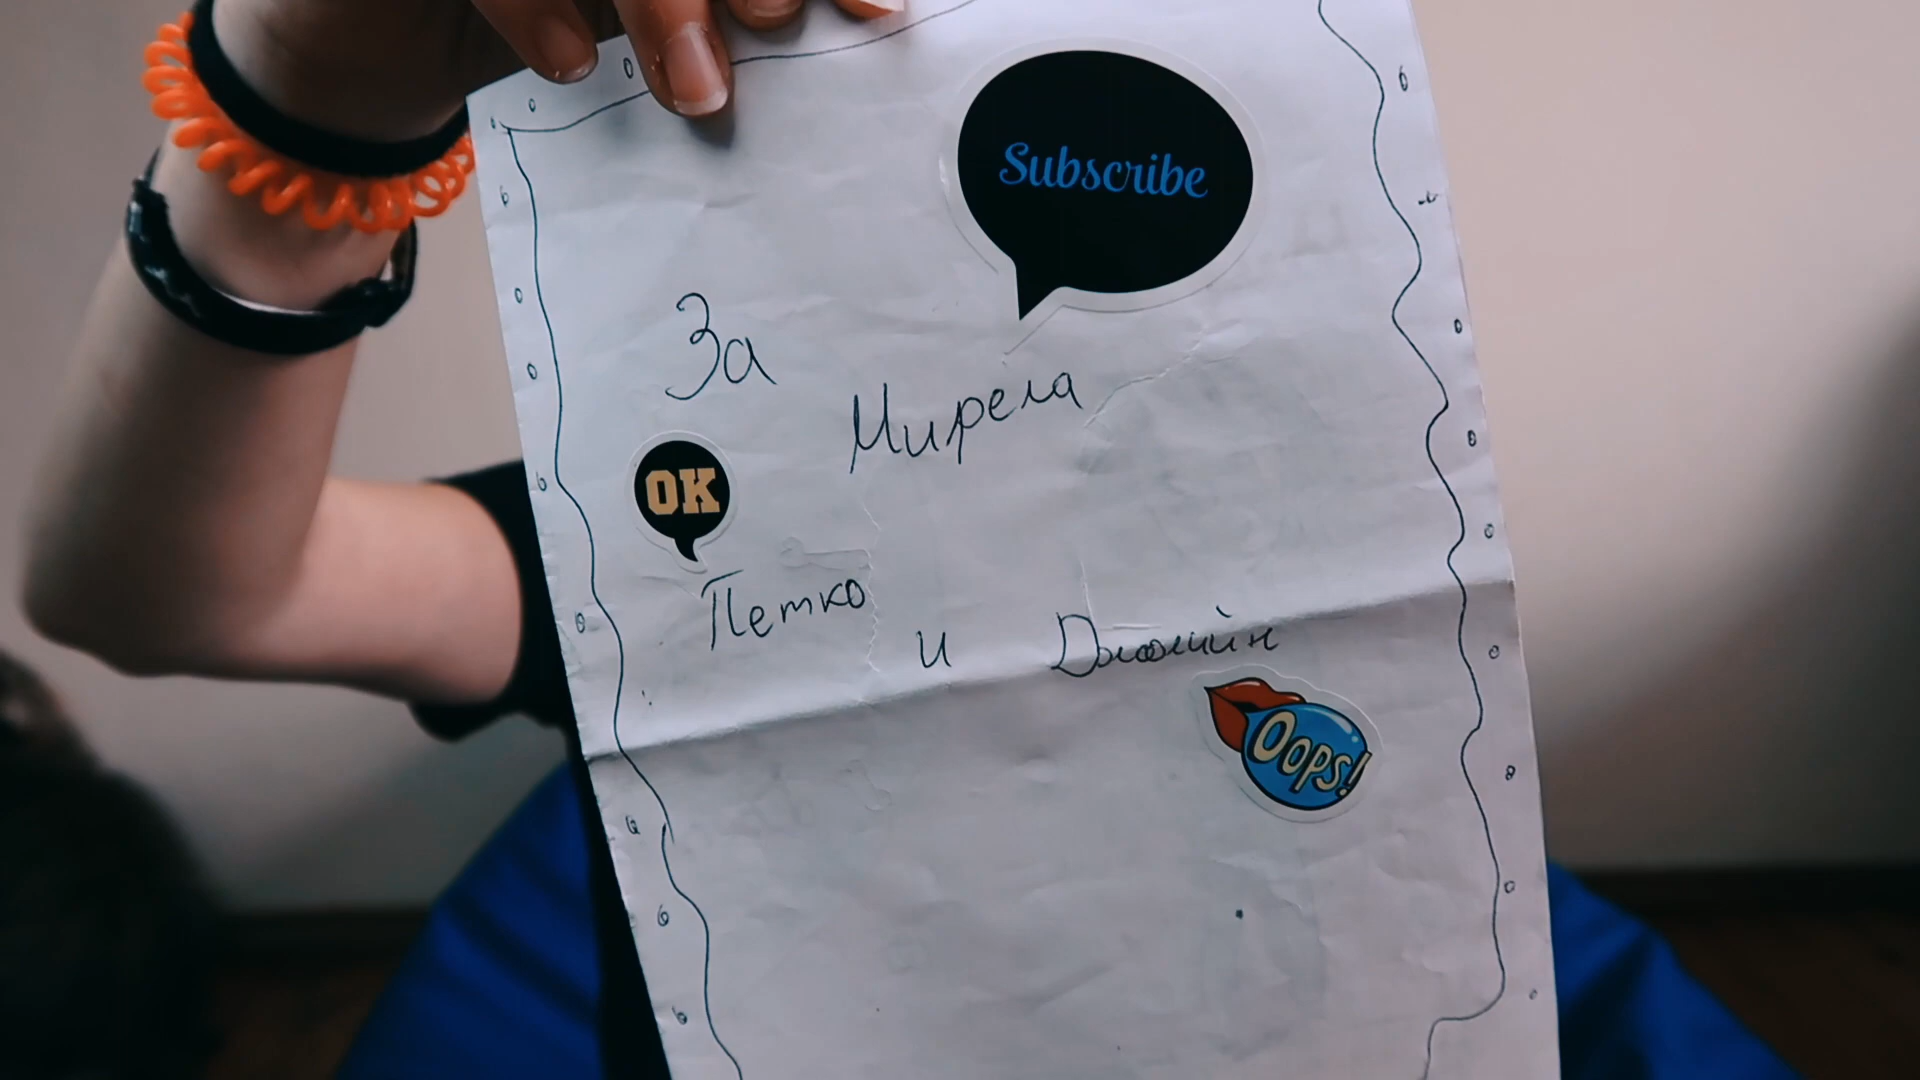 Subscribe
За
Мирела
OK
Петко
и
Oops!